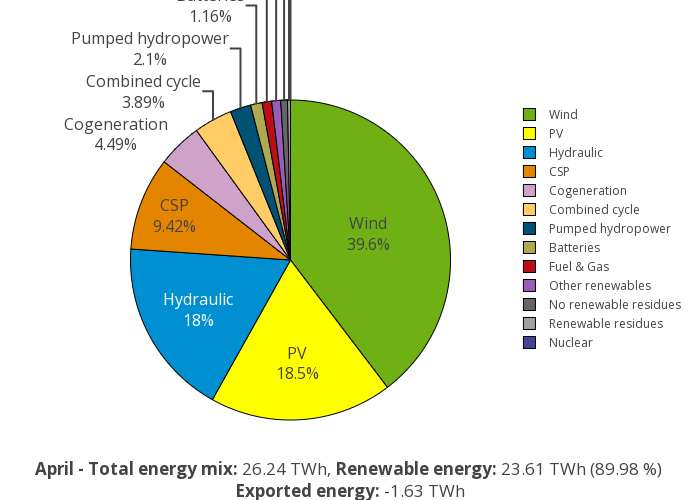 Batteries
1.16%
Pumped hydropower
2.1%
Combined cycle
3.89%
Cogeneration
4.49%
CSP
9.42%
Wind
39.6%
Hydraulic
18%
PV
18.5%
Wind
PV
Hydraulic
CSP
Cogeneration
Combined cycle
Pumped hydropower
Batteries
Fuel & Gas
Other renewables
No renewable residues
Renewable residues
Nuclear
April - Total energy mix: 26.24 TWh, Renewable energy: 23.61 TWh (89.98 %)
Exported energy: -1.63 TWh